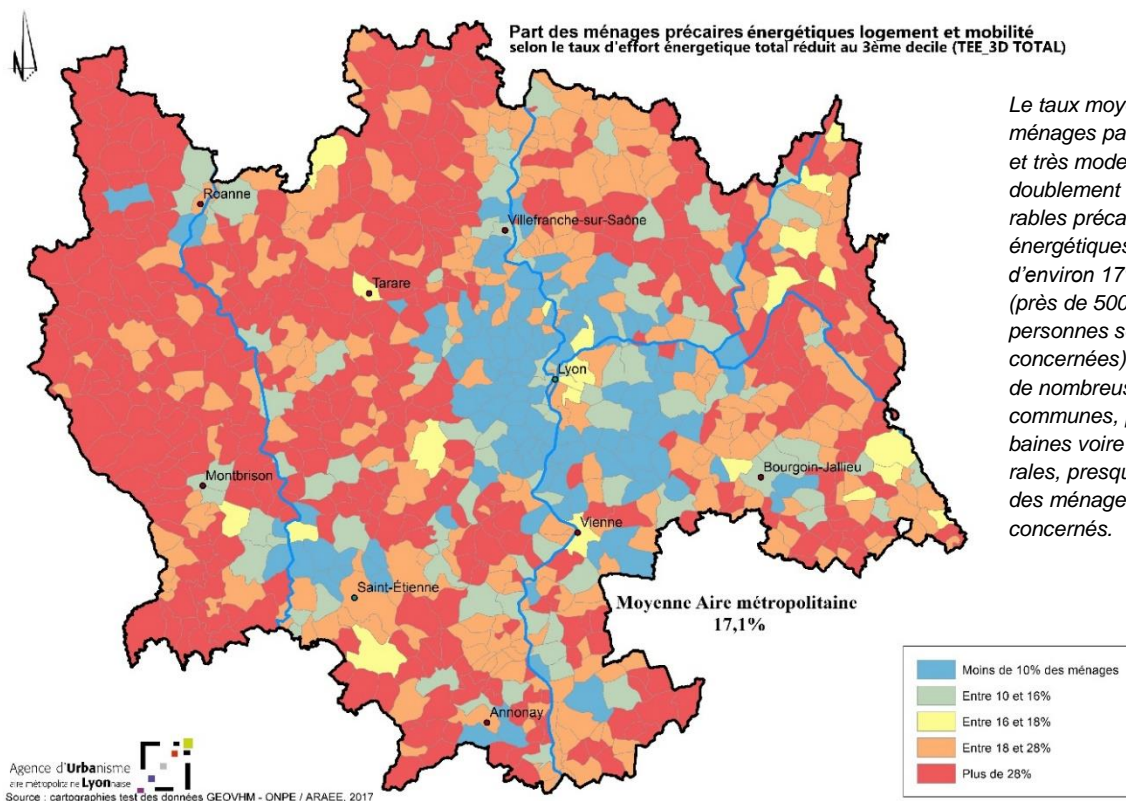 Part des ménages précaires énergétiques logement et mobilité
selon le taux d'effort énergetique total réduit au 3ème decile (TEE_3D TOTAL)
Le taux moy
ménages pa
et très mode
doublement
rables préca
énergétiques
d'environ 17
(près de 500
personnes s
concernées)
de nombreus
communes, p
baines voire
rales, presqu
des ménage
concernés.
Roanne
Villefranche-sur-Saône
Tarare
Lyon
Montbrison
Bourgoin-Jallieu
Vienne
Saint-Étienne
Annonay
Moyenne Aire métropolitaine
17,1%
Moins de 10% des ménages
Entre 10 et 16%
Entre 16 et 18%
Entre 18 et 28%
Plus de 28%
Agence d'Urbanisme
aire métropolitaine Lyonnaise
Source : cartographies test des données GEOVHM - ONPE / ARAEE, 2017